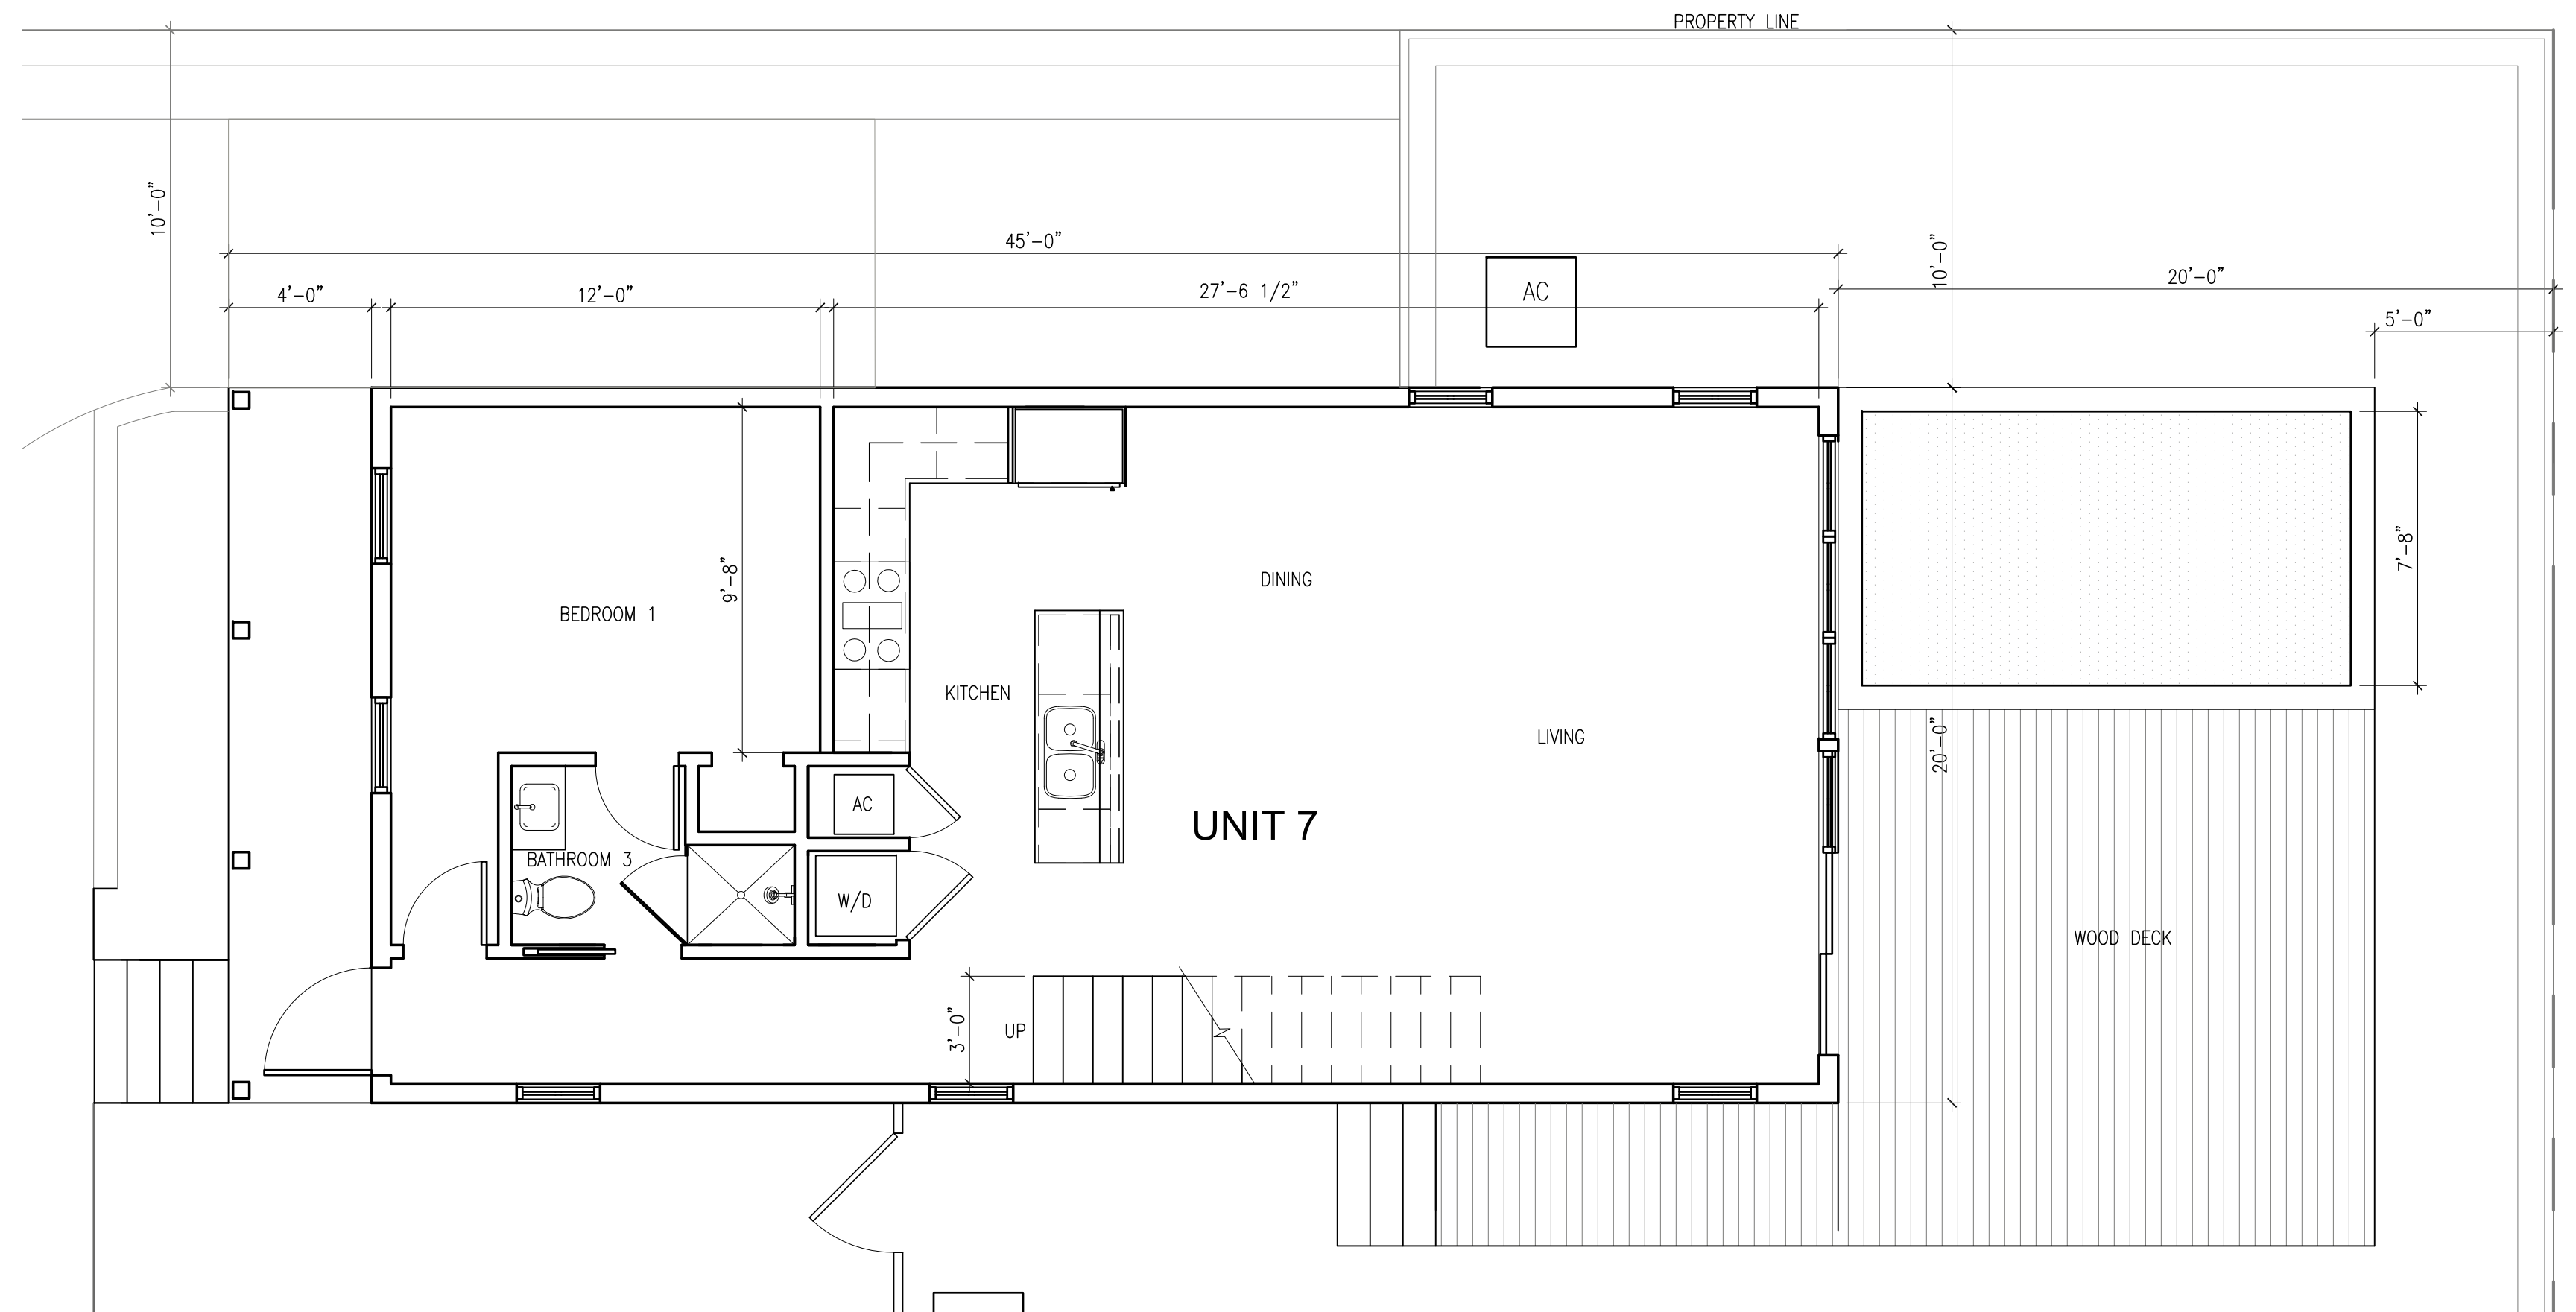 PROPERTY LINE
10'-0"
45'-0"
10'-0"
20'-0"
4'-0"
12'-0"
27'-6 1/2"
AC
5'-0"
9'-8"
7'-8"
DINING
BEDROOM 1
KITCHEN
LIVING
20'-0"
AC
UNIT 7
BATHROOM 3
W/D
WOOD DECK
3'-0"
UP